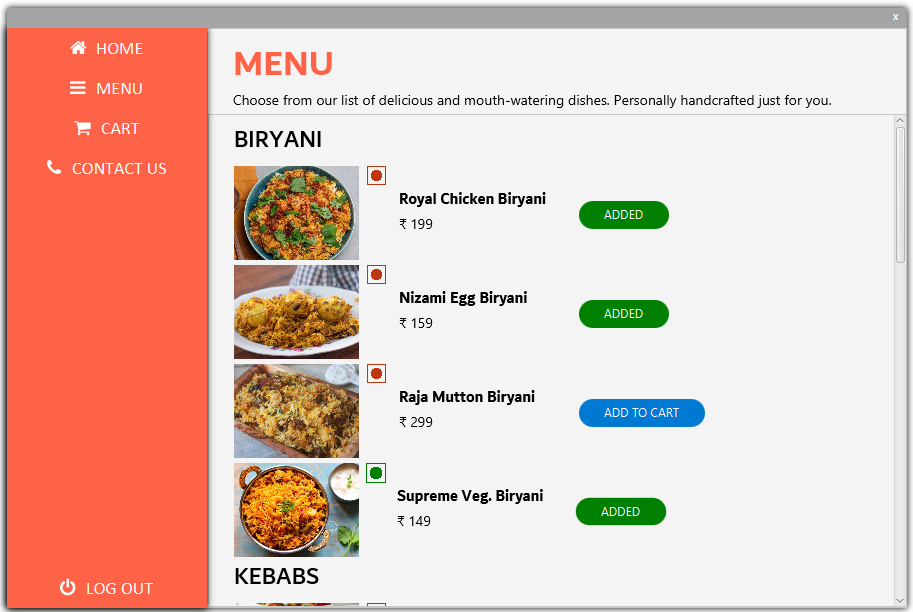 x
HOME
MENU
CART
CONTACT US
LOG OUT
MENU
Choose from our list of delicious and mouth-watering dishes. Personally handcrafted just for you.
BIRYANI
Royal Chicken Biryani
₹ 199
ADDED
Nizami Egg Biryani
₹ 159
ADDED
Raja Mutton Biryani
₹ 299
ADD TO CART
Supreme Veg. Biryani
₹ 149
ADDED
KEBABS